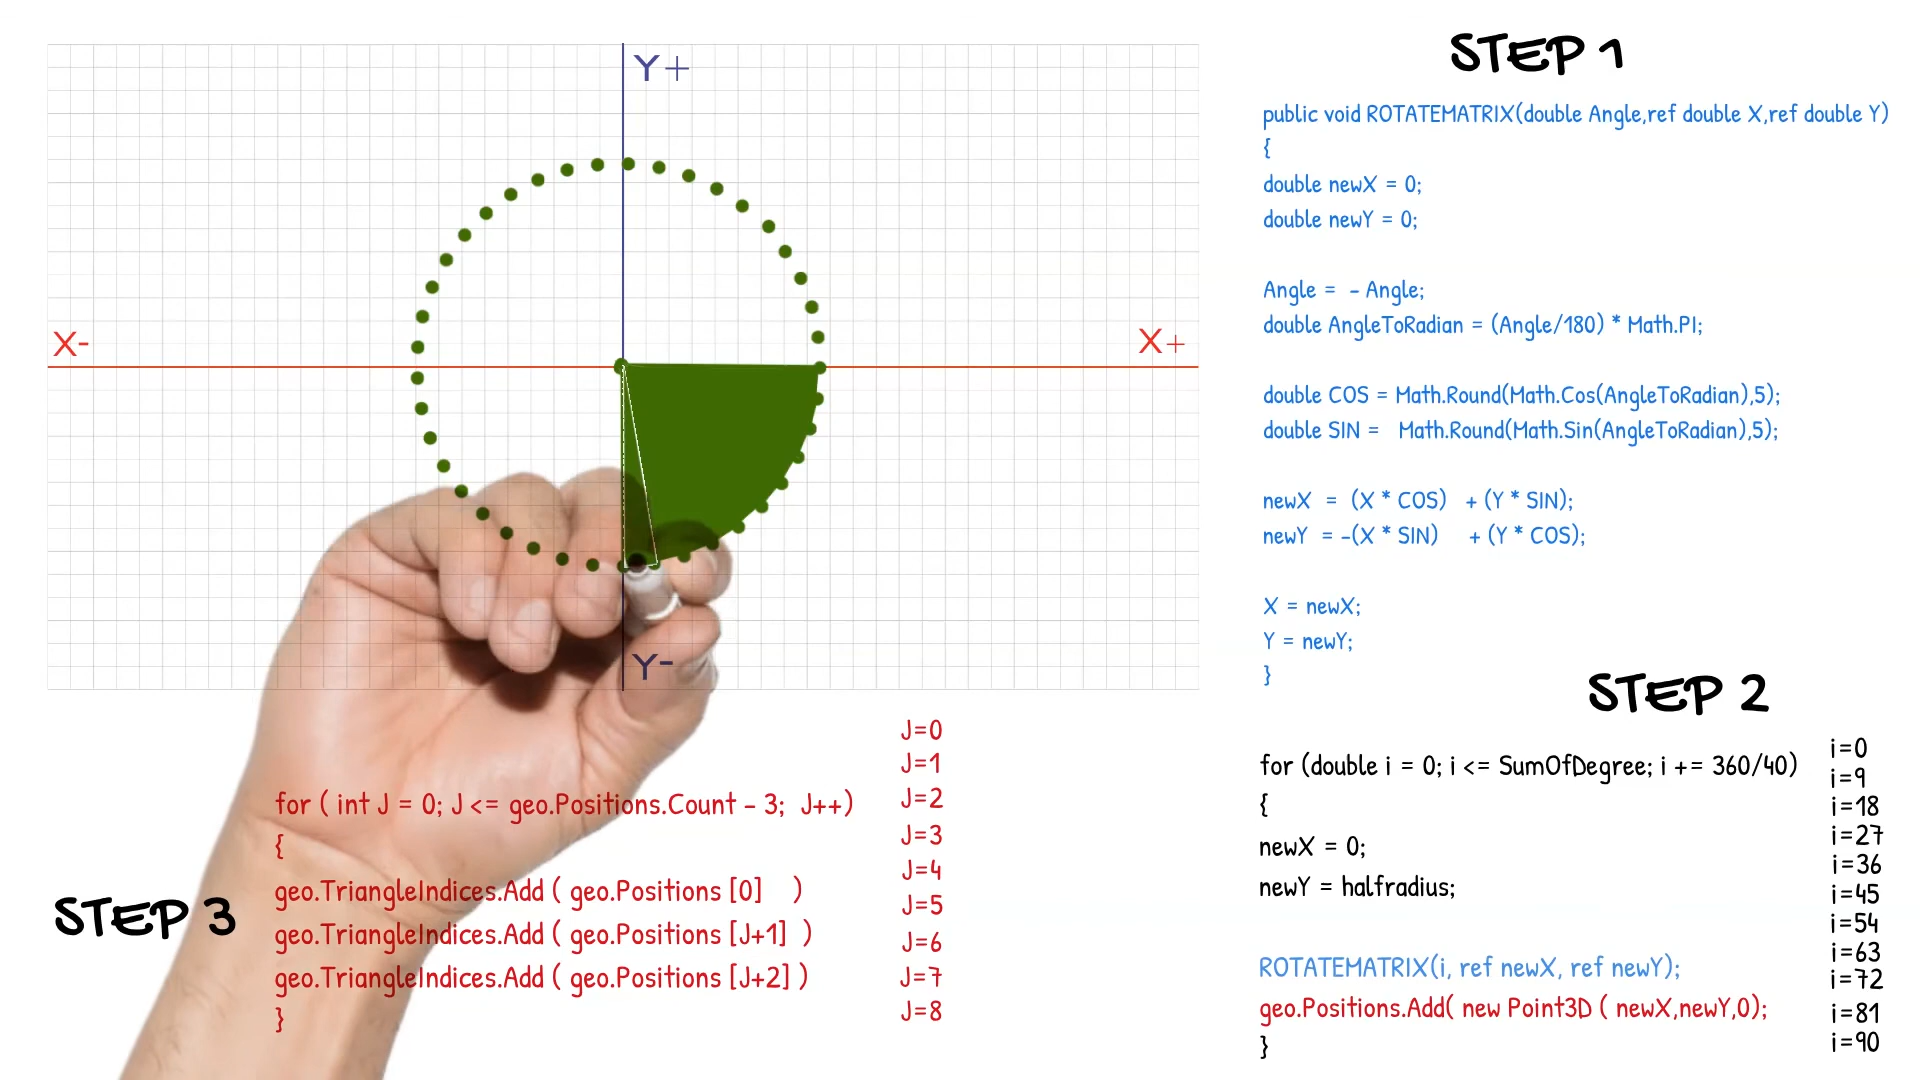 Y+
X-
X+
Y-
STEP 1
public void ROTATEMATRIX(double Angle,ref double X,ref double Y)
{
double newX = 0;
double newY = 0;
Angle = - Angle;
double AngleToRadian = (Angle/180) * Math.PI;
double COS = Math.Round(Math.Cos(AngleToRadian),5);
double SIN = Math.Round(Math.Sin(AngleToRadian),5);
newX = (X * COS) + (Y * SIN);
newY = -(X * SIN) + (Y * COS);
X = newX;
Y = newY;
}
STEP 2
for (double i = 0; i <= SumOfDegree; i += 360/40)
{
newX = 0;
newY = halfradius;
ROTATEMATRIX(i, ref newX, ref newY);
geo.Positions.Add( new Point3D ( newX,newY,0);
}
i=0
i=9
i=18
i=27
i=36
i=45
i=54
i=63
i=72
i=81
i=90
STEP 3
for ( int J = 0; J <= geo.Positions.Count - 3; J++)
{
geo.TriangleIndices.Add ( geo.Positions [0] )
geo.TriangleIndices.Add ( geo.Positions [J+1] )
geo.TriangleIndices.Add ( geo.Positions [J+2] )
}
J=0
J=1
J=2
J=3
J=4
J=5
J=6
J=7
J=8